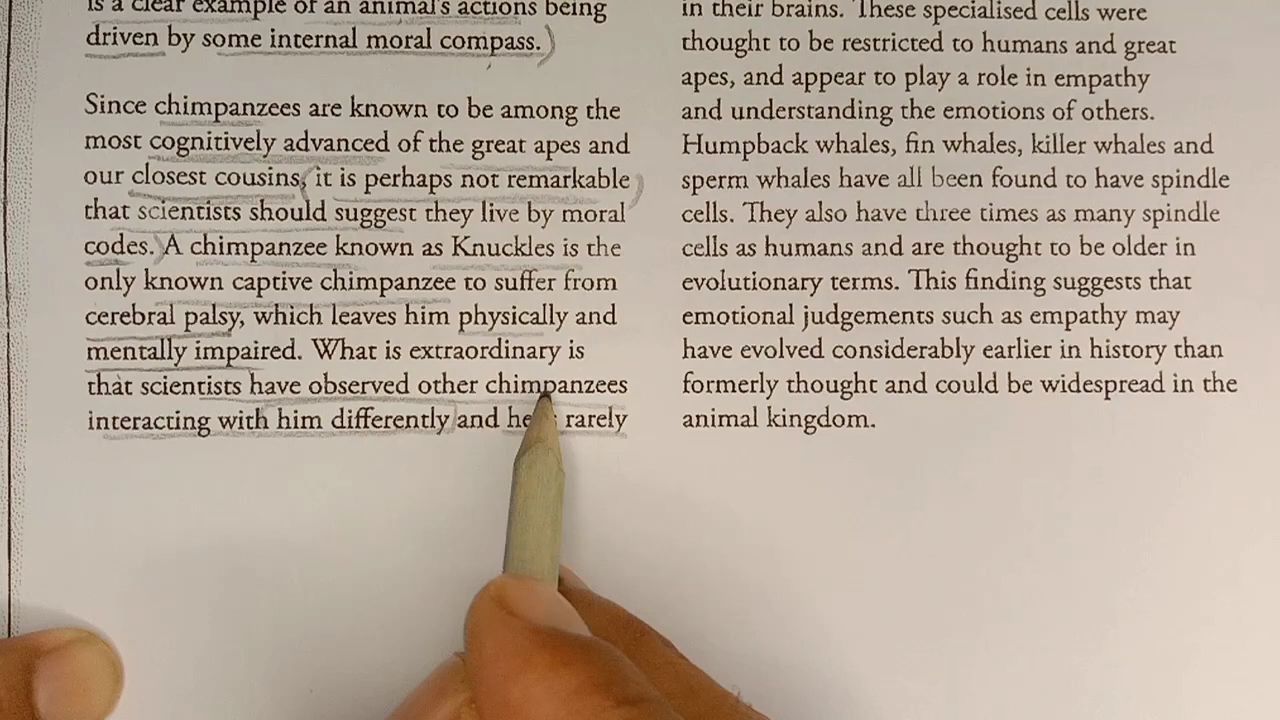 is a clear example of an animal's actions being
driven by some internal moral compass.
Since chimpanzees are known to be among the
most cognitively advanced of the great apes and
our closest cousins, it is perhaps not remarkable
that scientists should suggest they live by moral
codes. A chimpanzee known as Knuckles is the
only known captive chimpanzee to suffer from
cerebral palsy, which leaves him physically and
mentally impaired. What is extraordinary is
that scientists have observed other chimpanzees
interacting with him differently and he rarely
in their brains. These specialised cells were
thought to be restricted to humans and great
apes, and appear to play a role in empathy
and understanding the emotions of others.
Humpback whales, fin whales, killer whales and
sperm whales have all been found to have spindle
cells. They also have three times as many spindle
cells as humans and are thought to be older in
evolutionary terms. This finding suggests that
emotional judgements such as empathy may
have evolved considerably earlier in history than
formerly thought and could be widespread in the
animal kingdom.